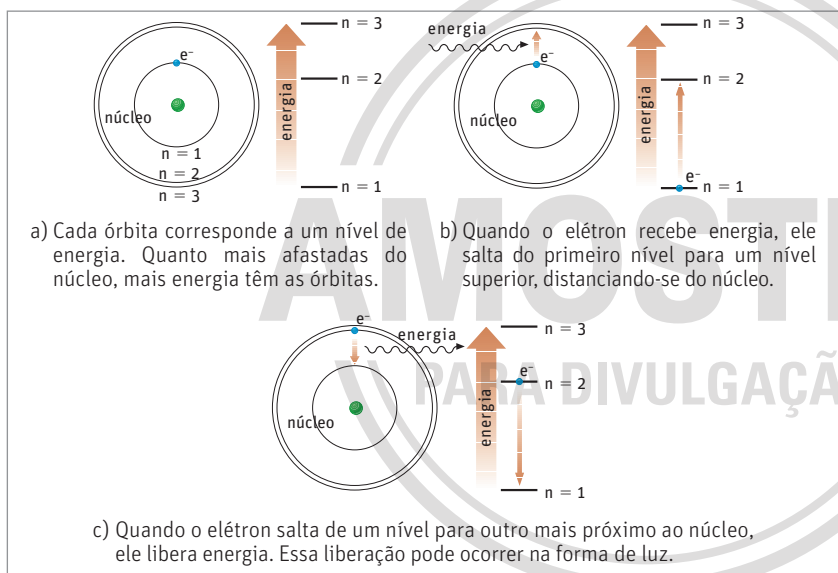 e⁻
núcleo
n = 1
n = 2
n = 3
energia
n = 3
n = 2
n = 1
a) Cada órbita corresponde a um nível de
energia. Quanto mais afastadas do
núcleo, mais energia têm as órbitas.
energia
e⁻
núcleo
energia
n = 3
n = 2
e⁻
n = 1
b) Quando o elétron recebe energia, ele
salta do primeiro nível para um nível
superior, distanciando-se do núcleo.
e⁻
energia
núcleo
energia
n = 3
e⁻
n = 2
n = 1
c) Quando o elétron salta de um nível para outro mais próximo ao núcleo,
ele libera energia. Essa liberação pode ocorrer na forma de luz.
PARA DIVULGAÇÃ